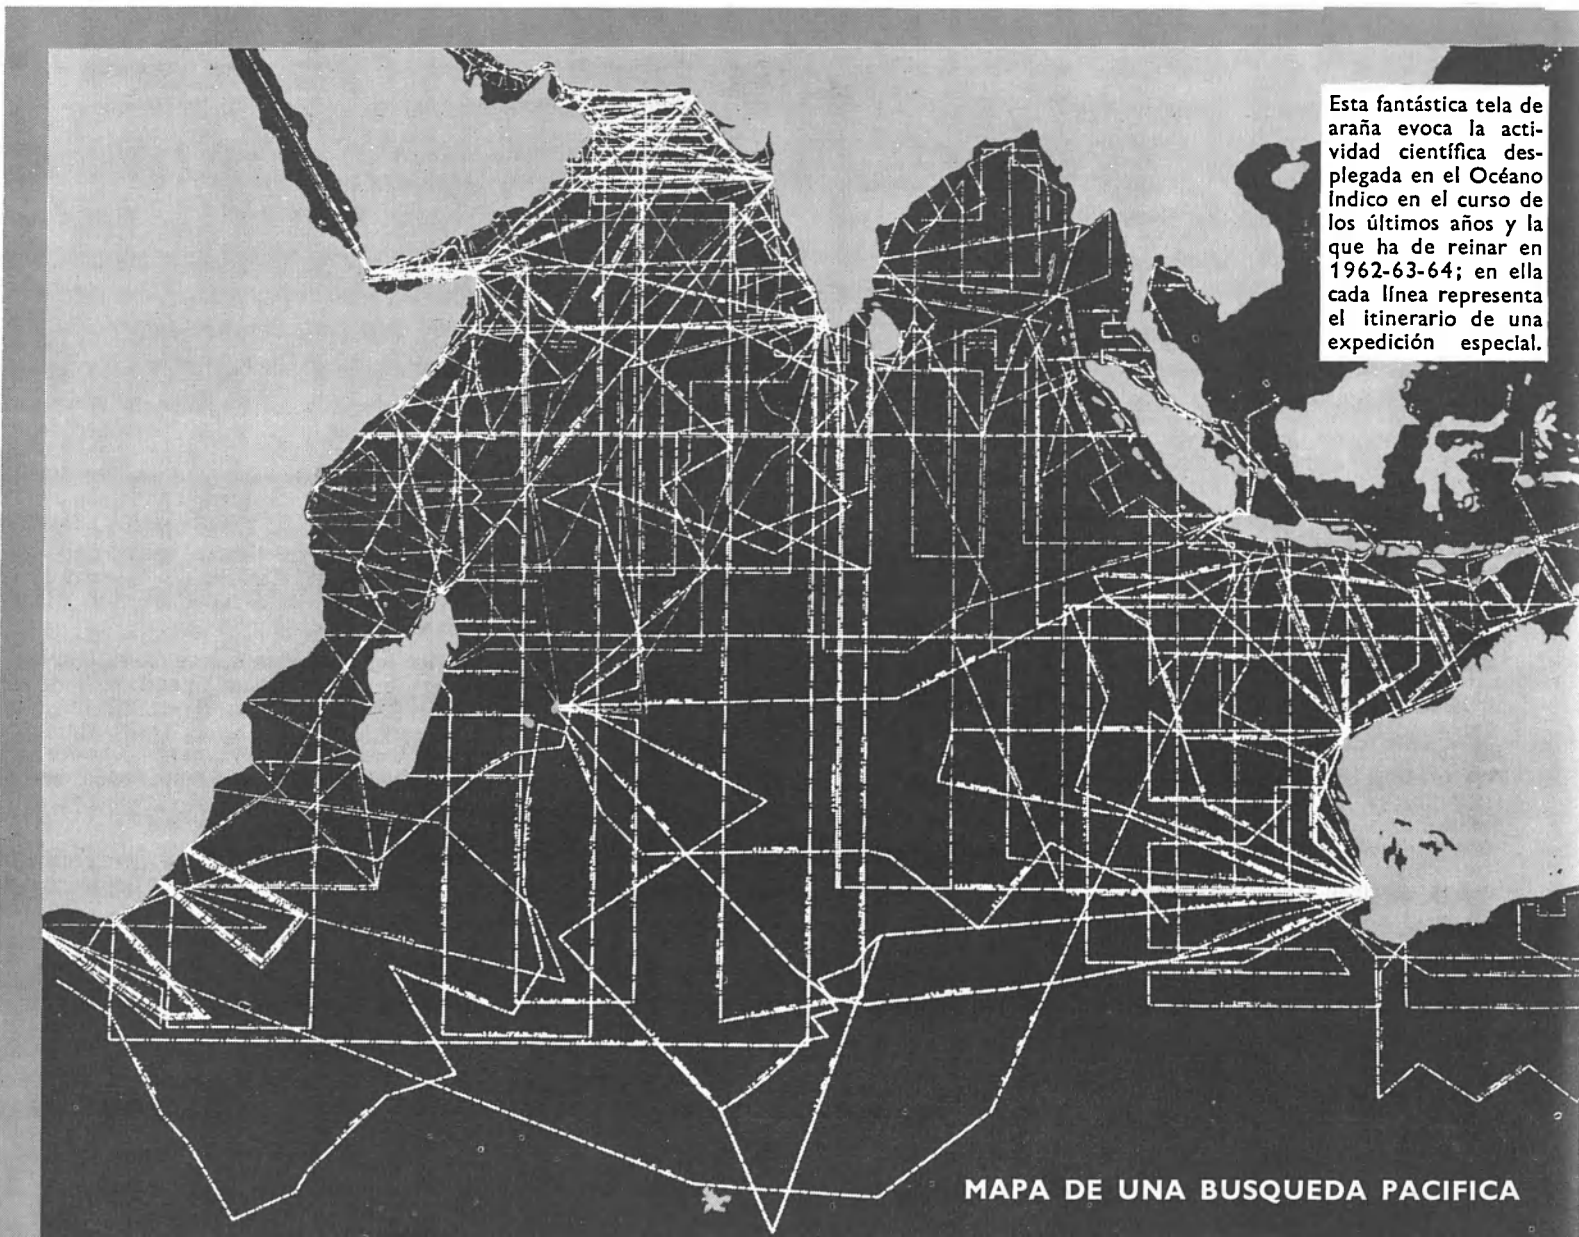 Esta fantástica tela de
araña evoca la acti-
vidad científica des-
plegada en el Océano
Indico en el curso de
los últimos años y la
que ha de reinar en
1962-63-64; en ella
cada línea representa
el itinerario de una
expedición especial.
MAPA DE UNA BUSQUEDA PACIFICA